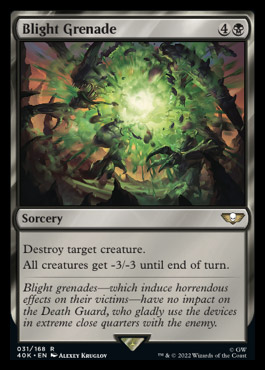 Blight Grenade 4
Sorcery
Destroy target creature.
All creatures get -3/-3 until end of turn.
Blight grenades—which induce horrendous
effects on their victims—have no impact on
the Death Guard, who gladly use the devices
in extreme close quarters with the enemy.
031/168 R © GW
40K • EN Alexey Kruglov ™ & © 2022 Wizards of the Coast